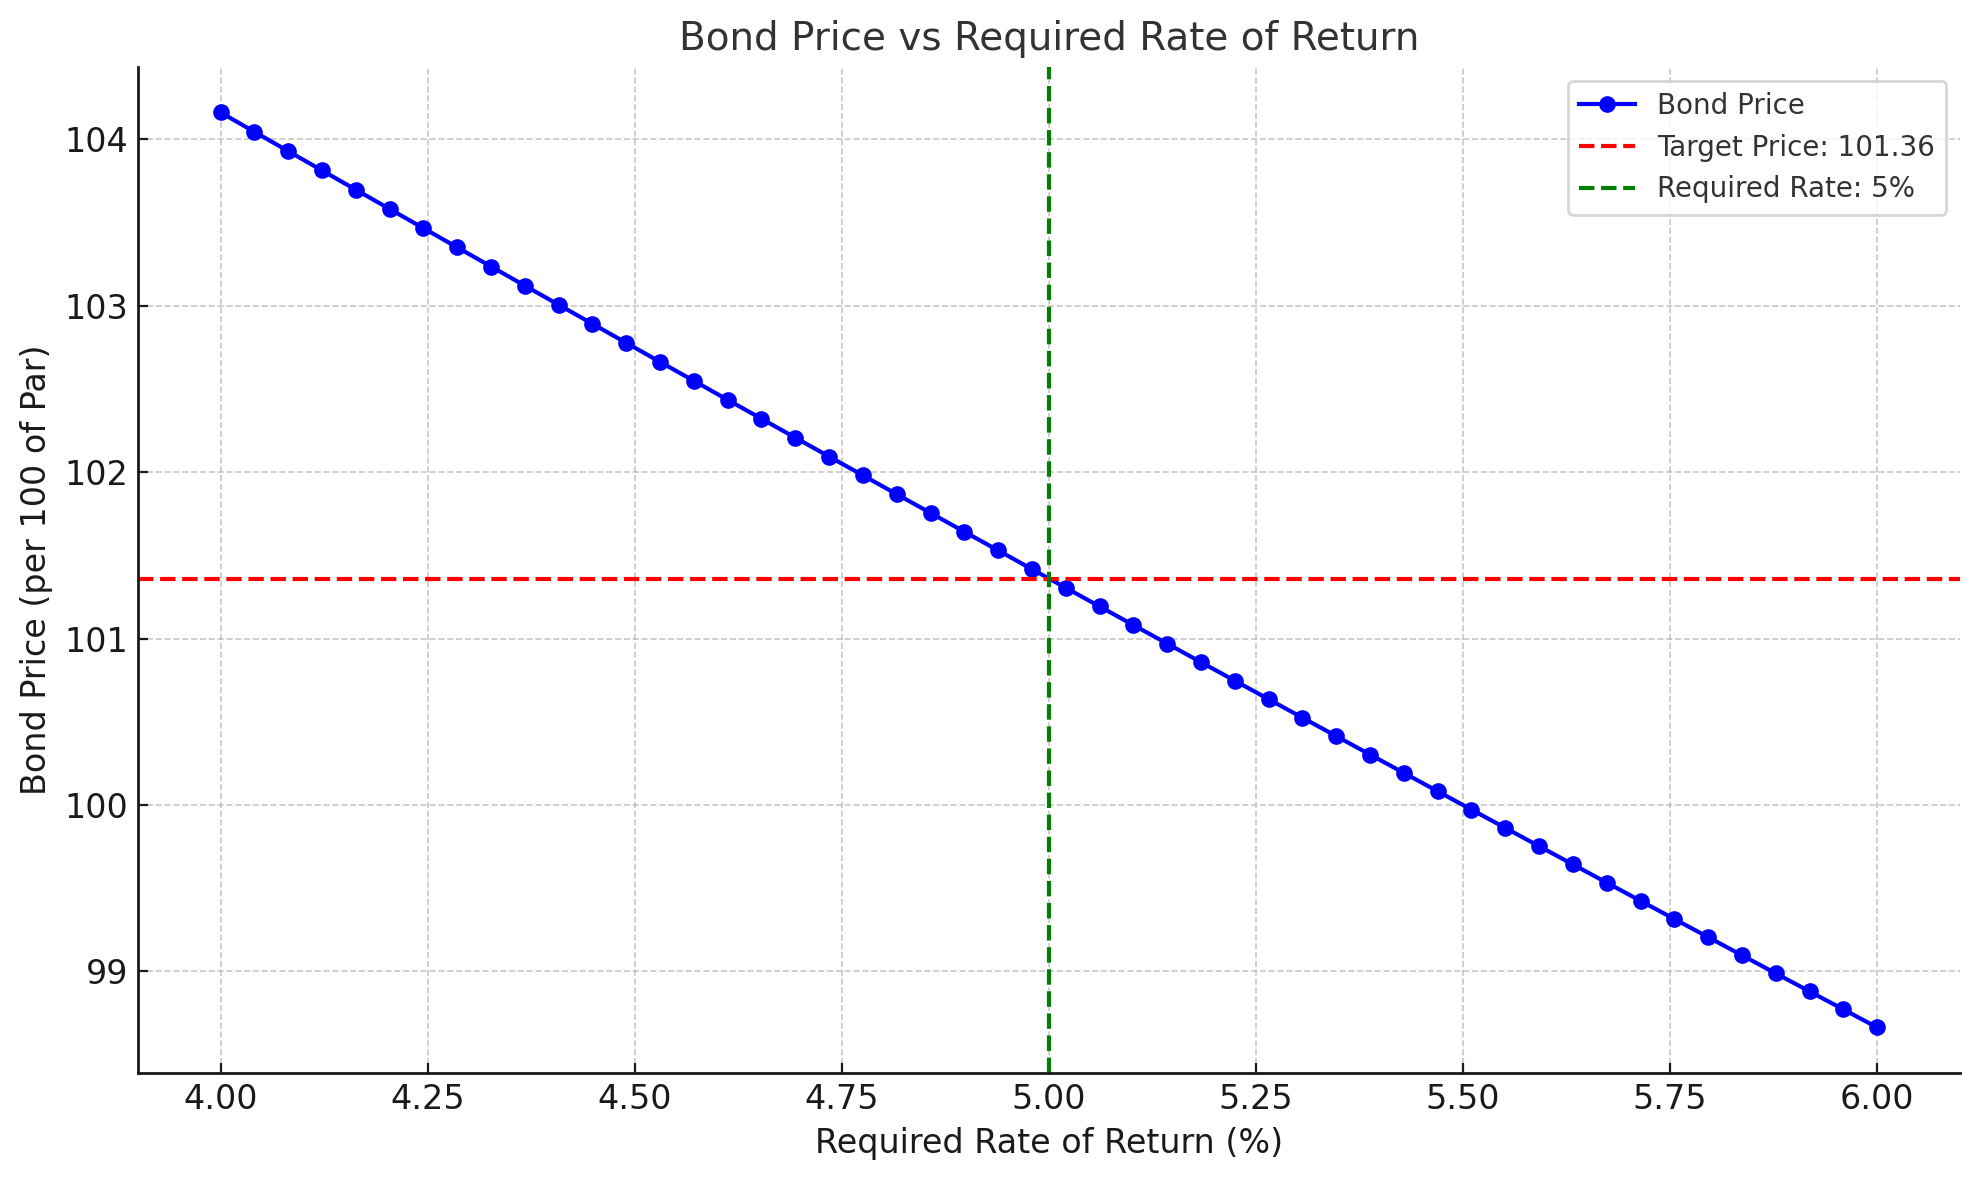 Bond Price vs Required Rate of Return
Bond Price
Target Price: 101.36
Required Rate: 5%
Bond Price (per 100 of Par)
104
103
102
101
100
99
4.00 4.25 4.50 4.75 5.00 5.25 5.50 5.75 6.00
Required Rate of Return (%)